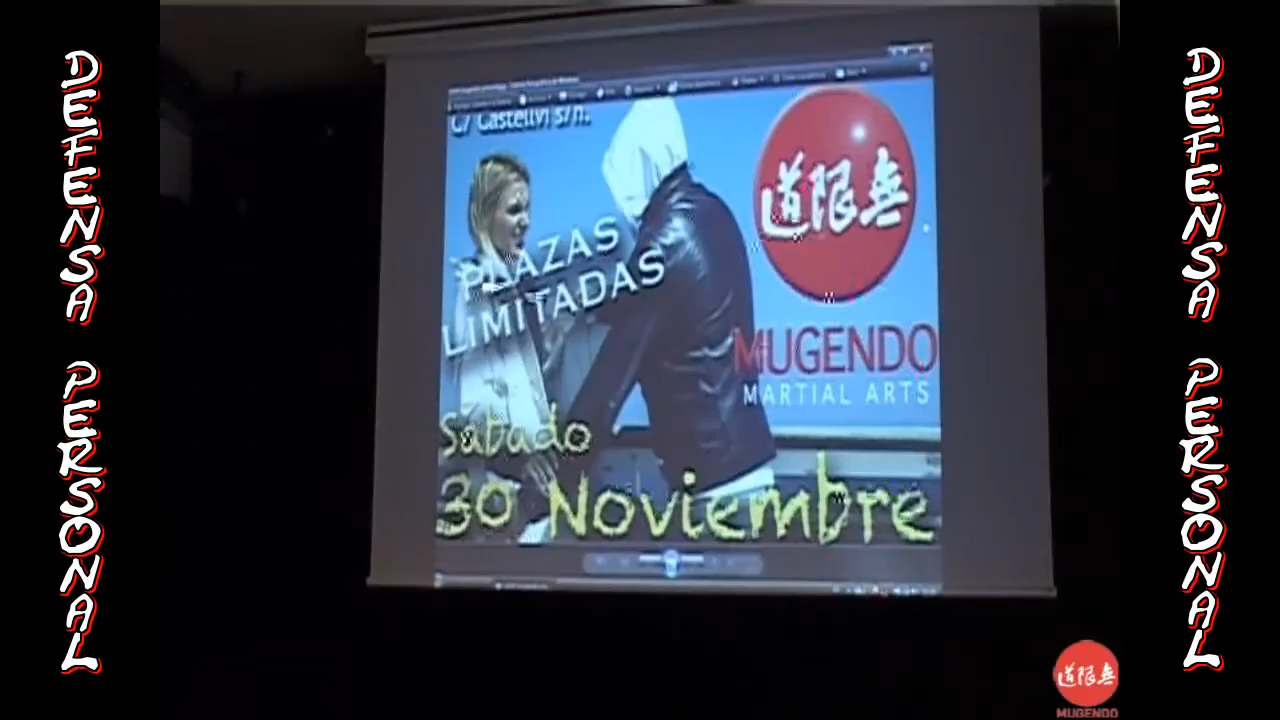 DEFENSA PERSONAL
C/ Castellví s/n.
道限無
PLAZAS
LIMITADAS
MUGENDO
MARTIAL ARTS
Sábado
30 Noviembre
DEFENSA PERSONAL
道限無
MUGENDO